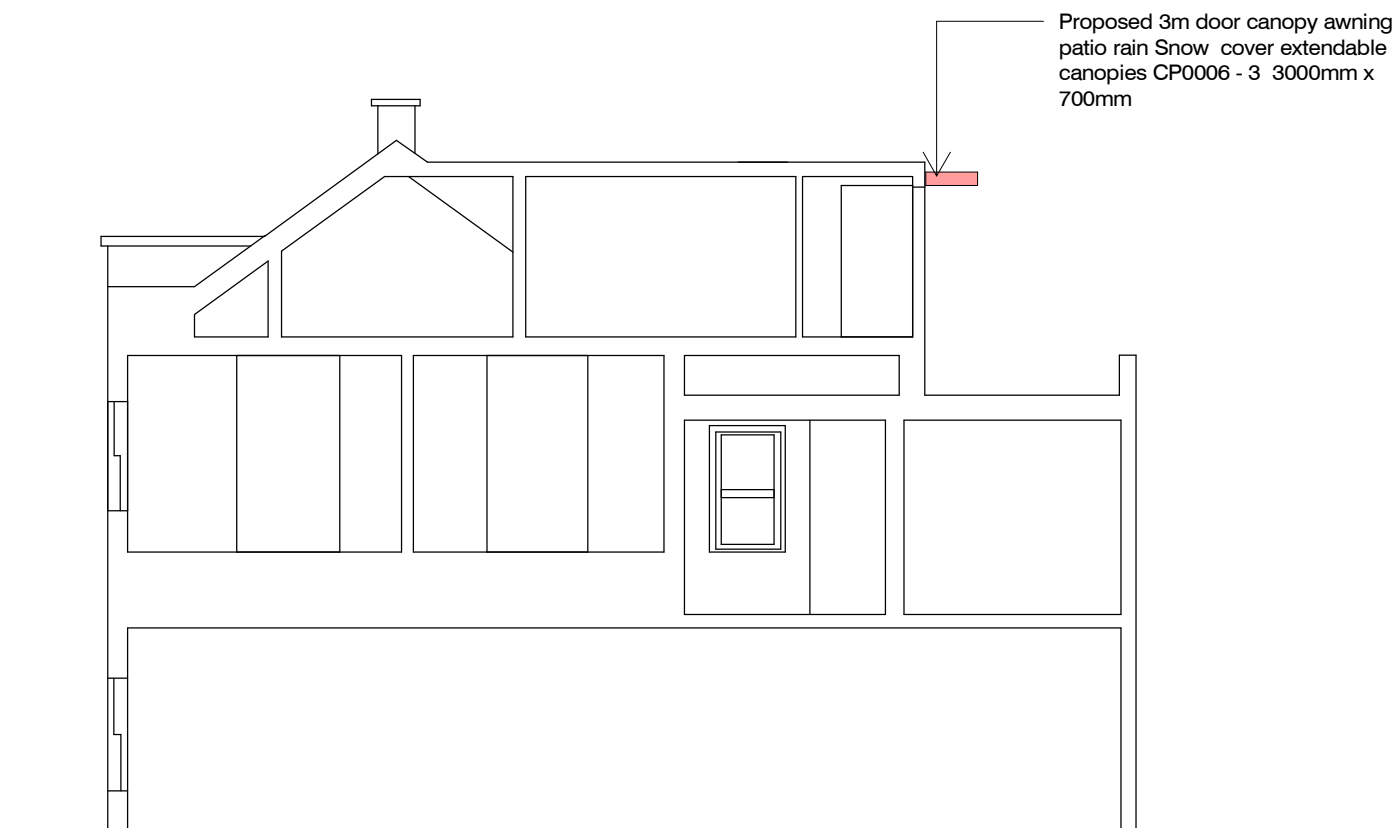 Proposed 3m door canopy awning
patio rain Snow  cover extendable
canopies CP0006 - 3  3000mm x
700mm